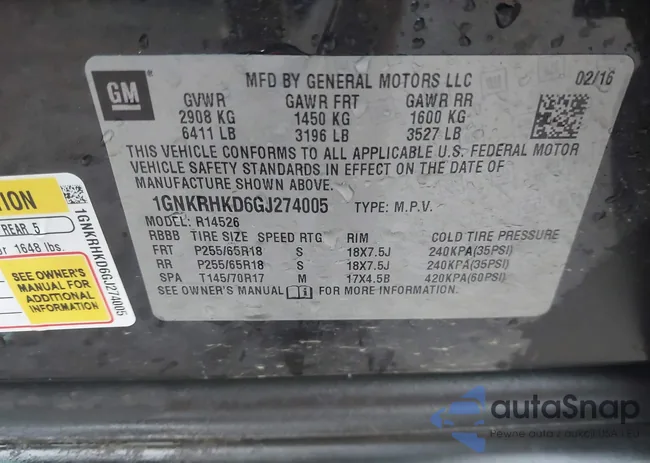 GM
MFD BY GENERAL MOTORS LLC 02/16
GVWR GAWR FRT GAWR RR
2908 KG 1450 KG 1600 KG
6411 LB 3196 LB 3527 LB
THIS VEHICLE CONFORMS TO ALL APPLICABLE U.S. FEDERAL MOTOR
VEHICLE SAFETY STANDARDS IN EFFECT ON THE DATE OF
MANUFACTURE SHOWN ABOVE.
1GNKRHKD6GJ274005 TYPE: M.P.V.
MODEL: R14526
RBBB TIRE SIZE SPEED RTG RIM COLD TIRE PRESSURE
FRT P255/65R18 S 18X7.5J 240KPA(35PSI)
RR P255/65R18 S 18X7.5J 240KPA(35PSI)
SPA T145/70R17 M 17X4.5B 420KPA(60PSI)
SEE OWNER'S MANUAL FOR MORE INFORMATION.
REAR 5
1648 lbs.
SEE OWNER'S
MANUAL FOR
ADDITIONAL
INFORMATION
1GNKRHKD6GJ274005
autoSnap